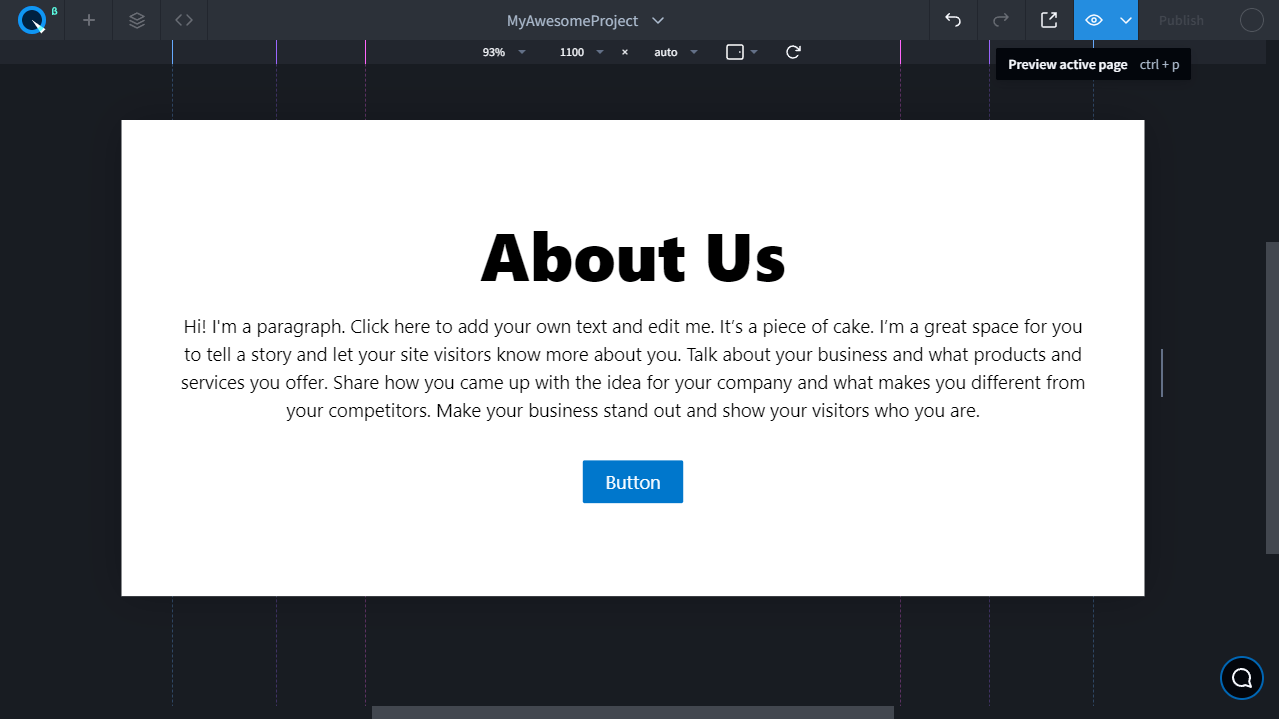 β
MyAwesomeProject
Publish
93% 1100 × auto
Preview active page ctrl + p
About Us
Hi! I'm a paragraph. Click here to add your own text and edit me. It’s a piece of cake. I’m a great space for you
to tell a story and let your site visitors know more about you. Talk about your business and what products and
services you offer. Share how you came up with the idea for your company and what makes you different from
your competitors. Make your business stand out and show your visitors who you are.
Button